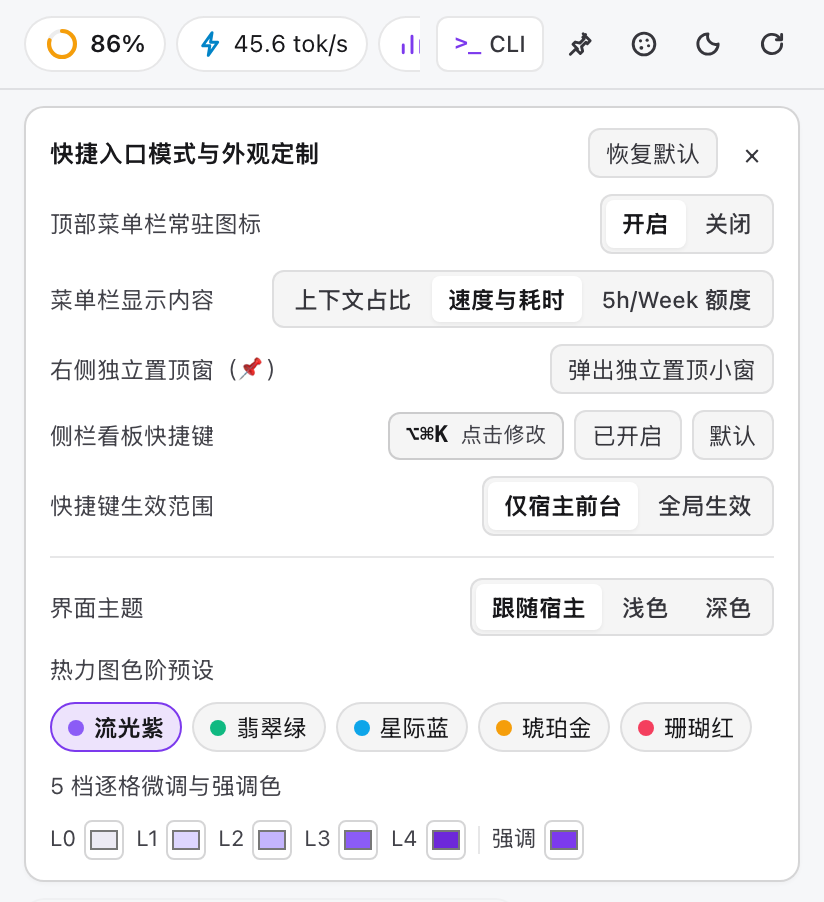 86% 45.6 tok/s >_ CLI
快捷入口模式与外观定制 恢复默认 ×
顶部菜单栏常驻图标 开启 关闭
菜单栏显示内容 上下文占比 速度与耗时 5h/Week 额度
右侧独立置顶窗（📌） 弹出独立置顶小窗
侧栏看板快捷键 ⌥⌘K 点击修改 已开启 默认
快捷键生效范围 仅宿主前台 全局生效
界面主题 跟随宿主 浅色 深色
热力图色阶预设
流光紫 翡翠绿 星际蓝 琥珀金 珊瑚红
5 档逐格微调与强调色
L0 L1 L2 L3 L4 强调